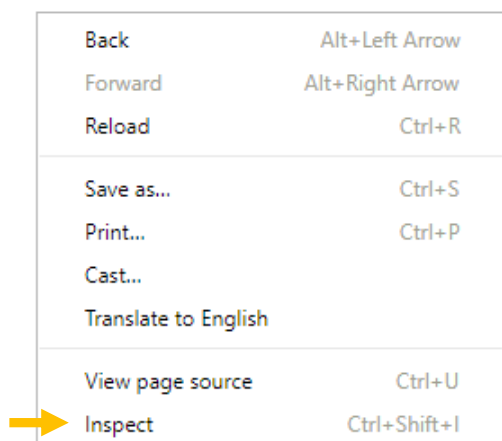 Back Alt+Left Arrow
Forward Alt+Right Arrow
Reload Ctrl+R
Save as... Ctrl+S
Print... Ctrl+P
Cast...
Translate to English
View page source Ctrl+U
Inspect Ctrl+Shift+I